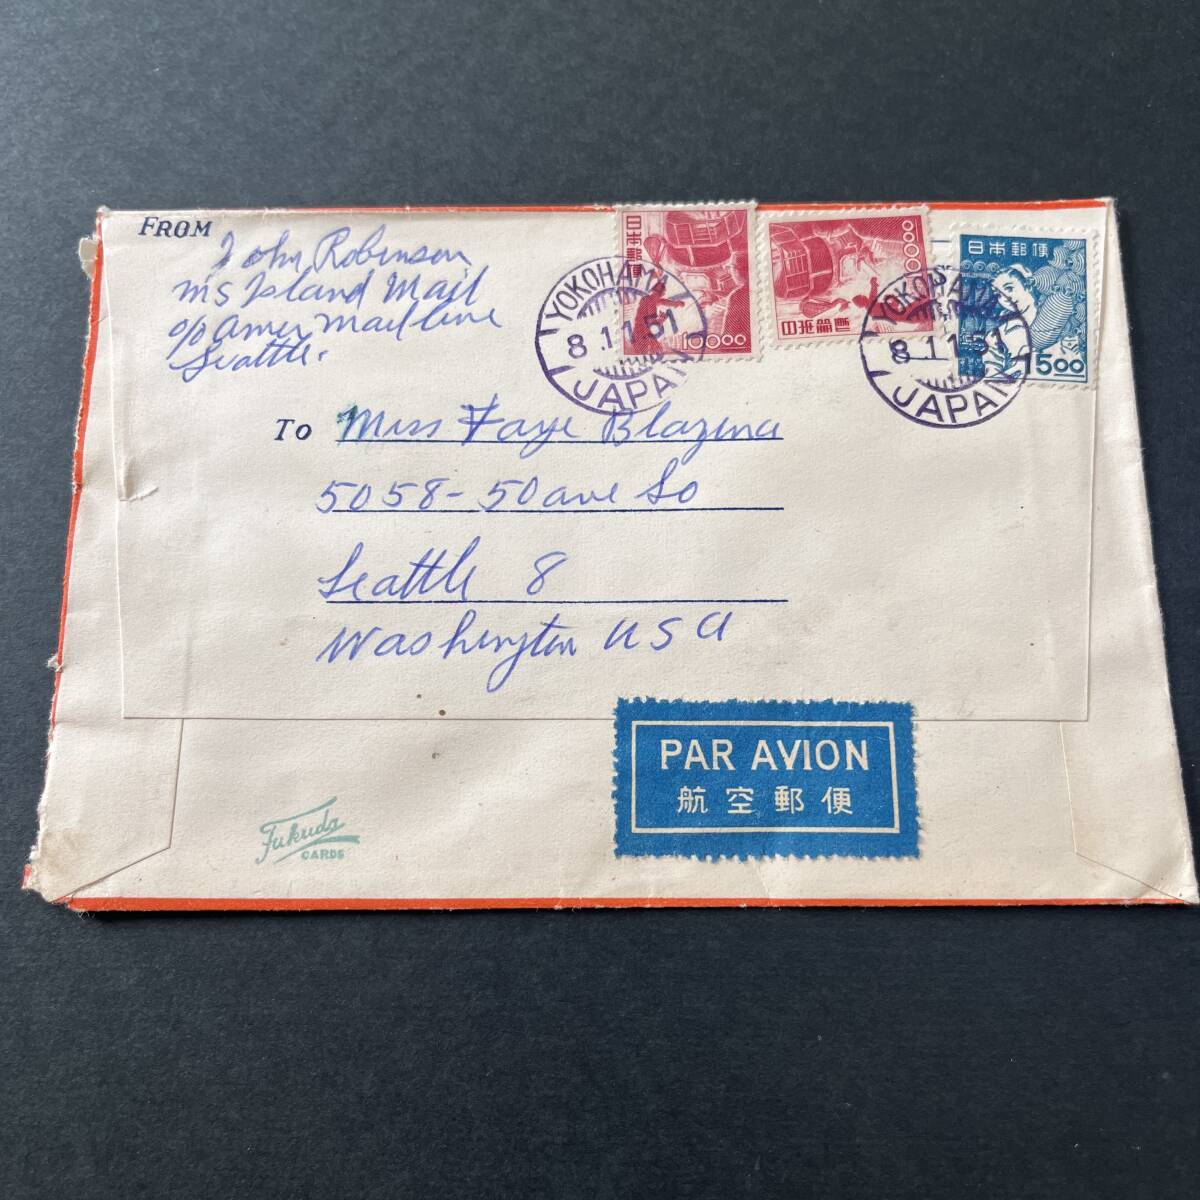 FROM
John Robinson
MS Island Mail
c/o Amer Mail Line
Seattle.
日本郵便
100.00
日本郵便
100.00
日本郵便
15.00
YOKOHAMA
8.1.1.51
JAPAN
YOKOHAMA
8.1.1.51
JAPAN
To Miss Faye Blazina
5058-50 ave So
Seattle 8
Washington USA
PAR AVION
航空郵便
Fukuda
CARDS